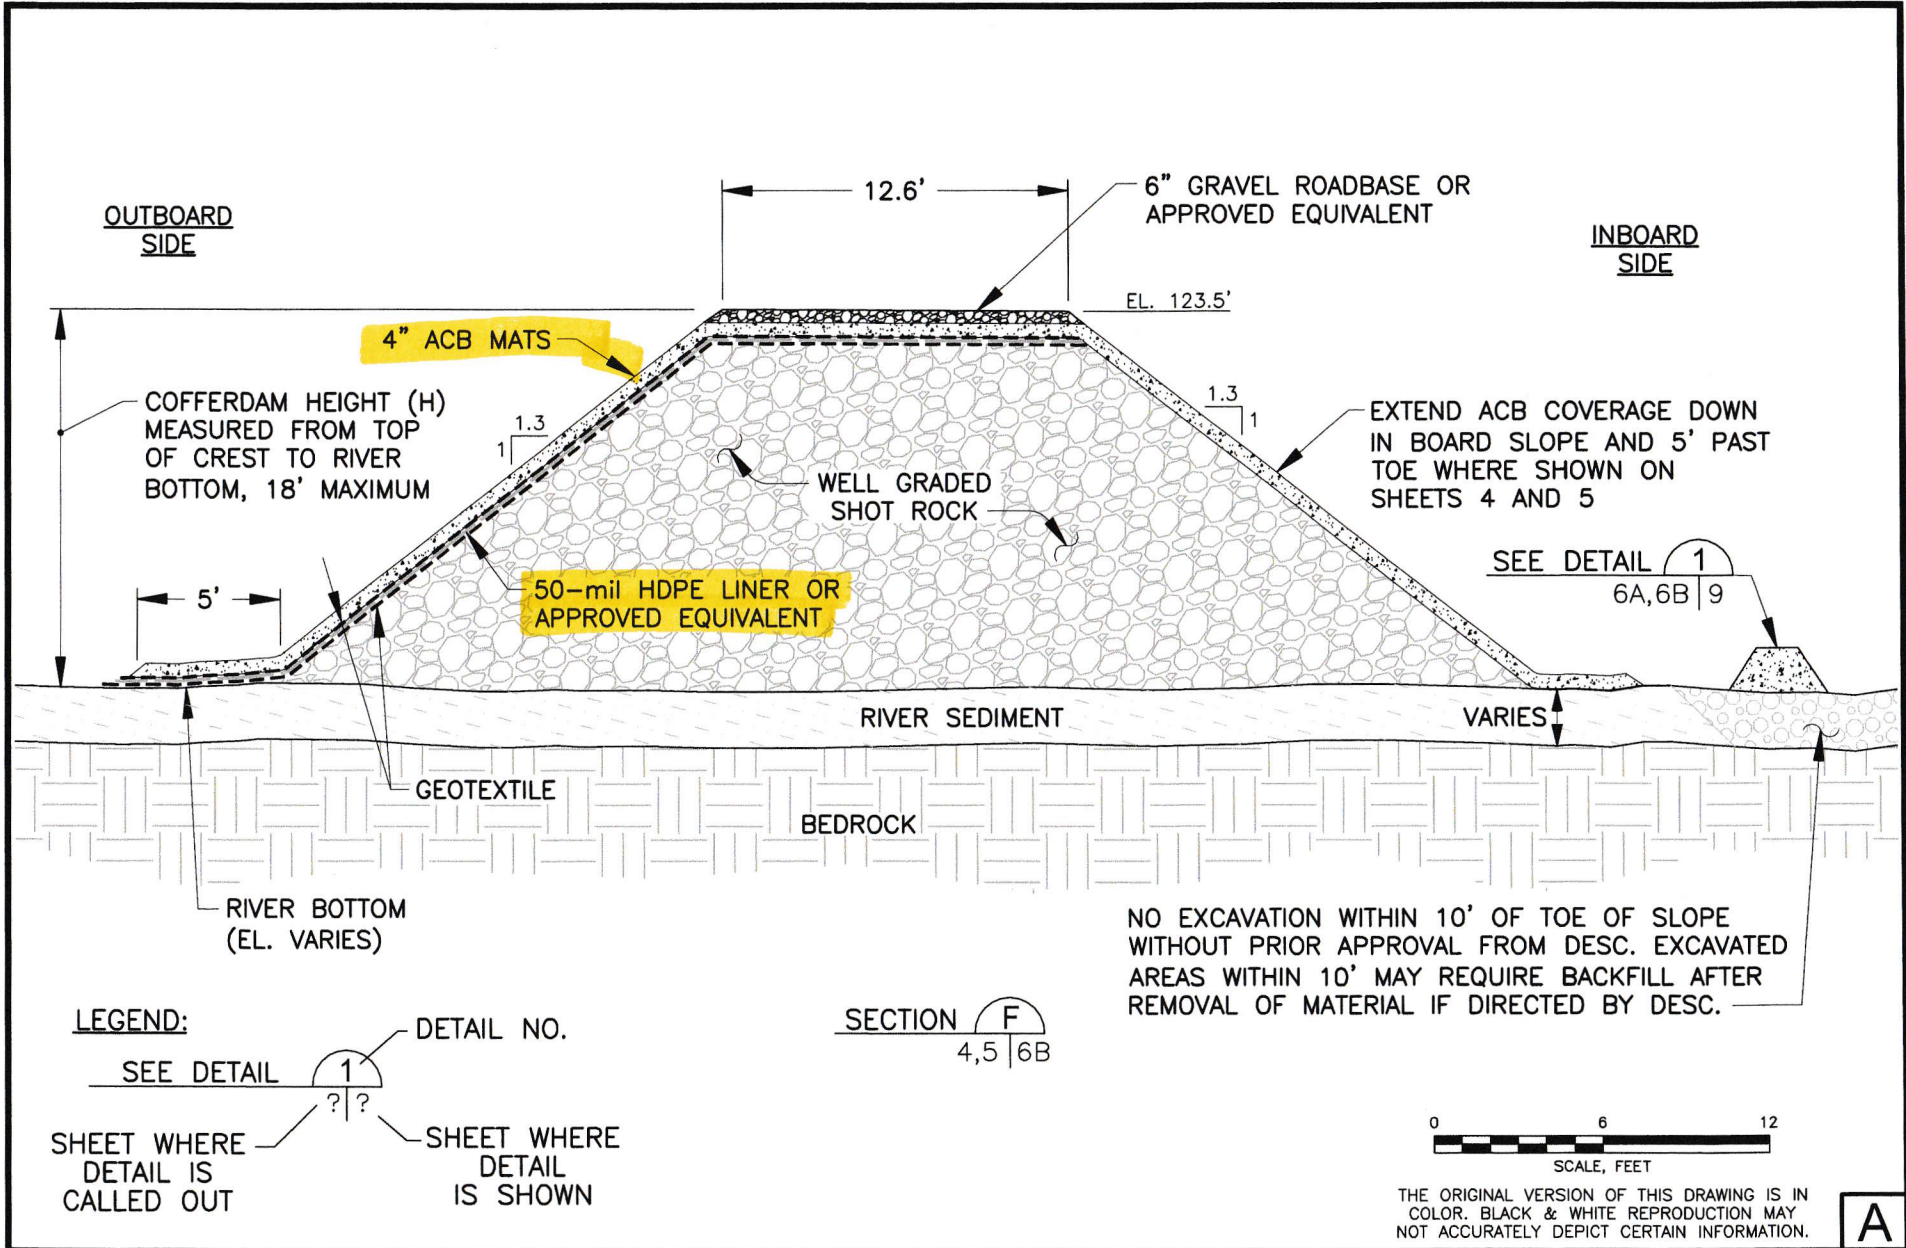 OUTBOARD
SIDE
12.6'
6" GRAVEL ROADBASE OR
APPROVED EQUIVALENT
INBOARD
SIDE
EL. 123.5'
4" ACB MATS
COFFERDAM HEIGHT (H)
MEASURED FROM TOP
OF CREST TO RIVER
BOTTOM, 18' MAXIMUM
1.3
1
1.3
1
EXTEND ACB COVERAGE DOWN
IN BOARD SLOPE AND 5' PAST
TOE WHERE SHOWN ON
SHEETS 4 AND 5
WELL GRADED
SHOT ROCK
SEE DETAIL 1
6A,6B 9
5'
50-mil HDPE LINER OR
APPROVED EQUIVALENT
RIVER SEDIMENT
VARIES
GEOTEXTILE
BEDROCK
RIVER BOTTOM
(EL. VARIES)
NO EXCAVATION WITHIN 10' OF TOE OF SLOPE
WITHOUT PRIOR APPROVAL FROM DESC. EXCAVATED
AREAS WITHIN 10' MAY REQUIRE BACKFILL AFTER
REMOVAL OF MATERIAL IF DIRECTED BY DESC.
LEGEND:
DETAIL NO.
SEE DETAIL 1
? ?
SHEET WHERE
DETAIL IS
CALLED OUT
SHEET WHERE
DETAIL
IS SHOWN
SECTION F
4,5 6B
0 6 12
SCALE, FEET
THE ORIGINAL VERSION OF THIS DRAWING IS IN
COLOR. BLACK & WHITE REPRODUCTION MAY
NOT ACCURATELY DEPICT CERTAIN INFORMATION.
A